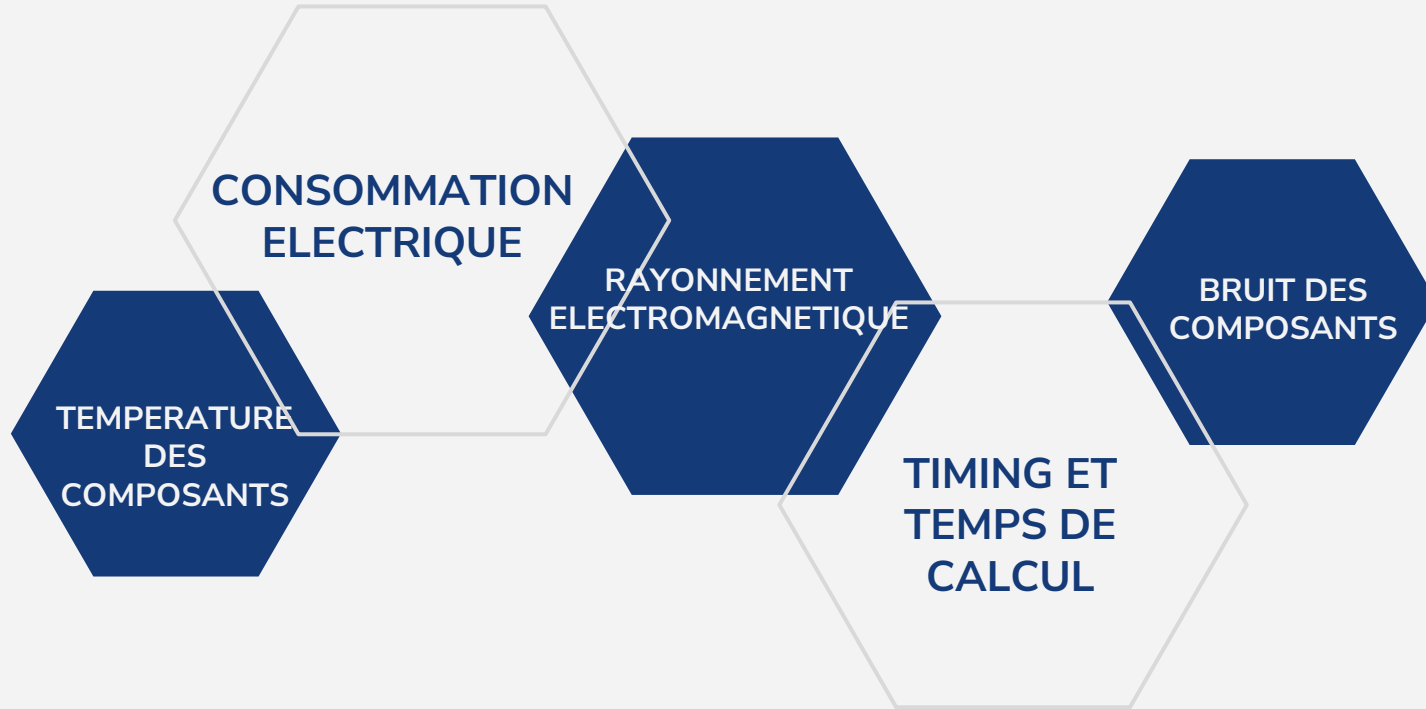 CONSOMMATION
ELECTRIQUE
RAYONNEMENT
ELECTROMAGNETIQUE
BRUIT DES
COMPOSANTS
TEMPERATURE
DES
COMPOSANTS
TIMING ET
TEMPS DE
CALCUL